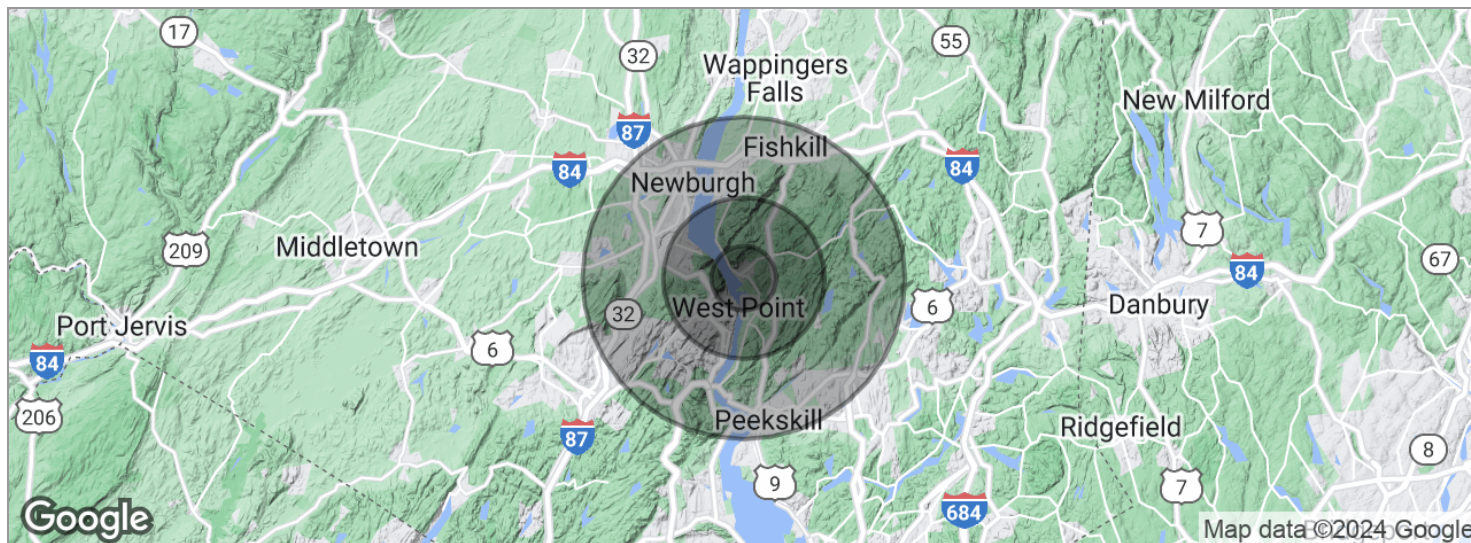 17
32
55
Wappingers
Falls
New Milford
87
Fishkill
84
84
Newburgh
7
209
Middletown
67
84
6
Danbury
West Point
32
Port Jervis
6
84
206
Peekskill
Ridgefield
87
8
9
7
684
Google
Map data ©2024 Google